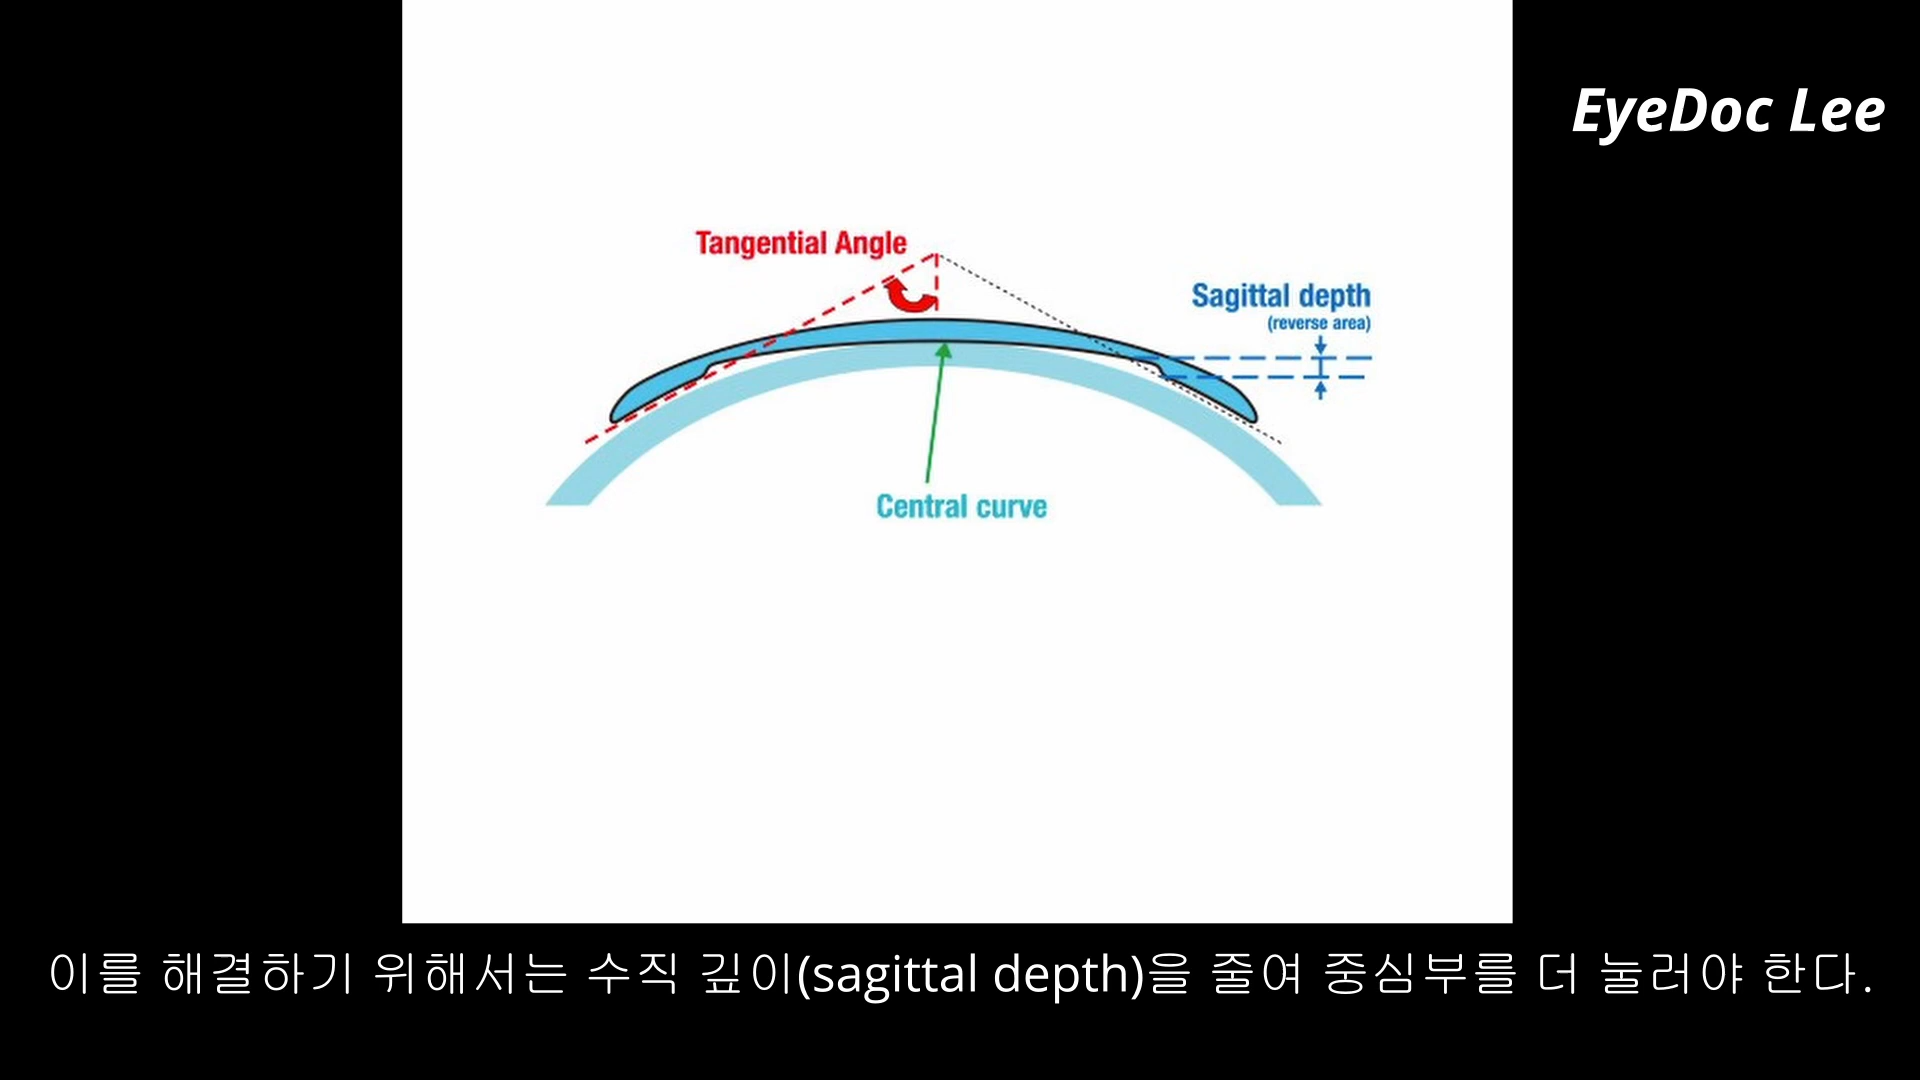 EyeDoc Lee
Tangential Angle
Sagittal depth
(reverse area)
Central curve
이를 해결하기 위해서는 수직 깊이(sagittal depth)을 줄여 중심부를 더 눌러야 한다.